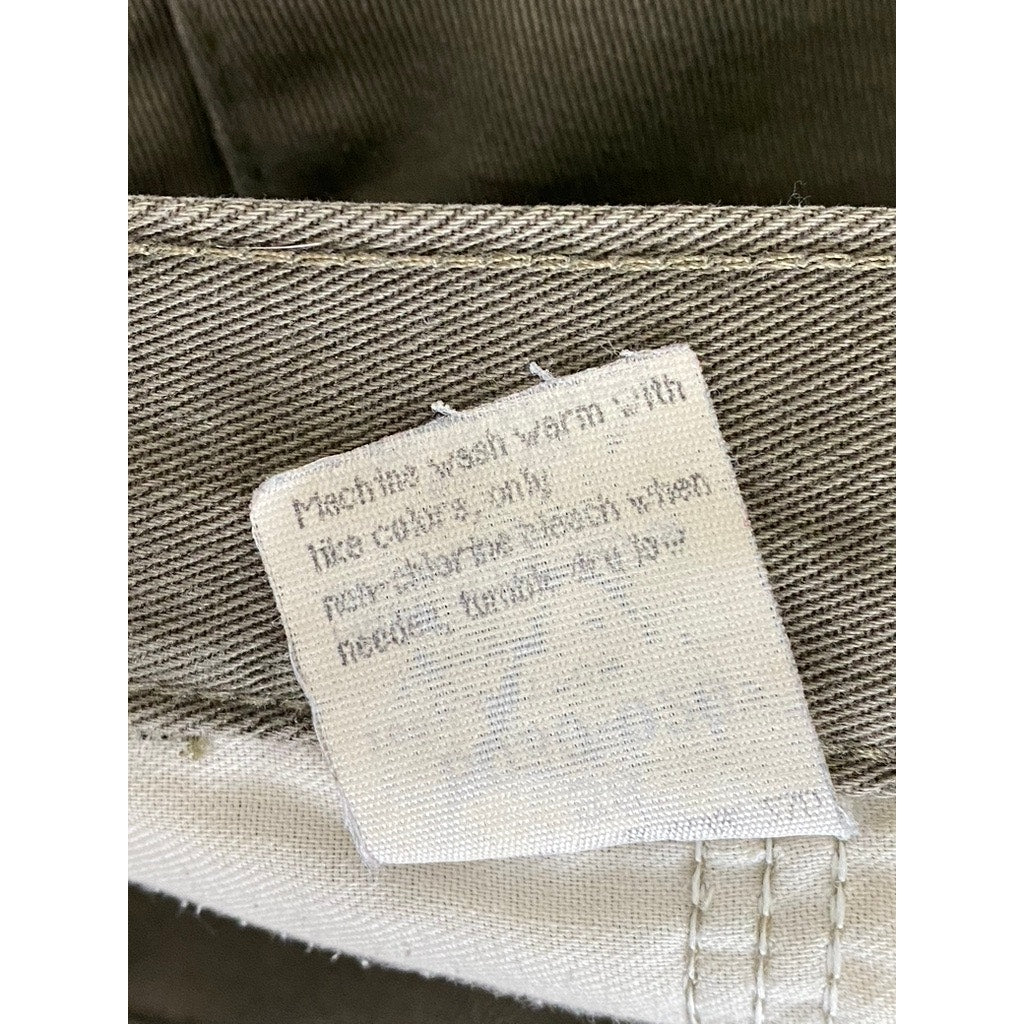 Machine wash warm with
like colors, only
non-chlorine bleach when
needed, tumble dry low